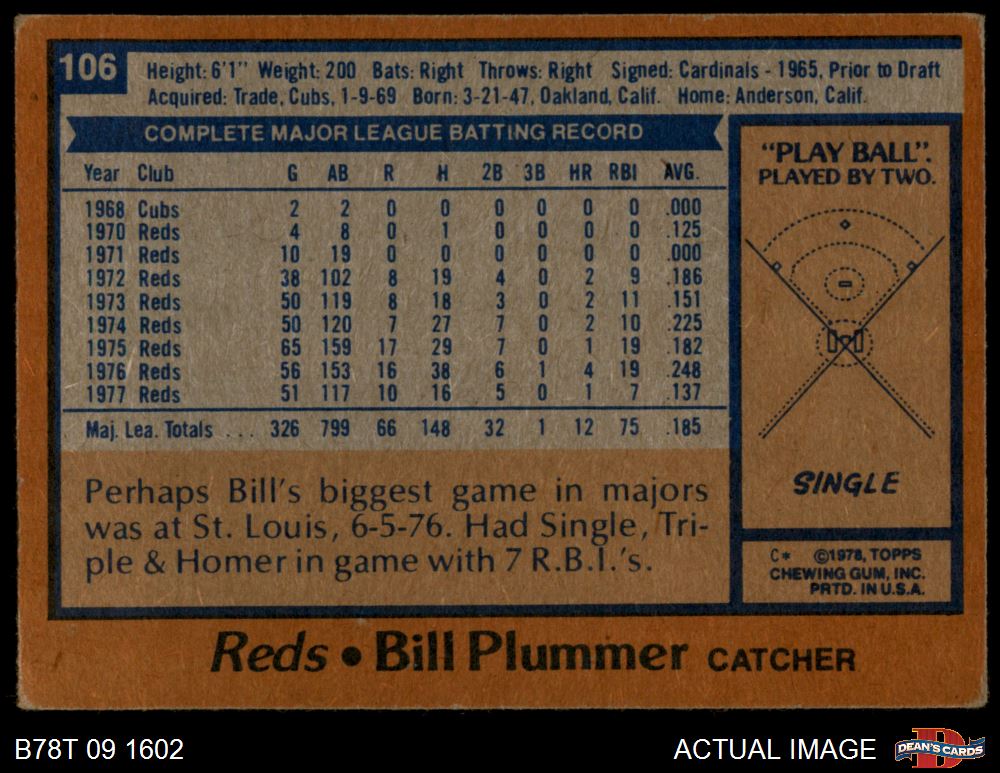 106
Height: 6'1" Weight: 200 Bats: Right Throws: Right Signed: Cardinals - 1965, Prior to Draft
Acquired: Trade, Cubs, 1-9-69 Born: 3-21-47, Oakland, Calif. Home: Anderson, Calif.
COMPLETE MAJOR LEAGUE BATTING RECORD
Year Club G AB R H 2B 3B HR RBI AVG.
1968 Cubs 2 2 0 0 0 0 0 0 .000
1970 Reds 4 8 0 1 0 0 0 0 .125
1971 Reds 10 19 0 0 0 0 0 0 .000
1972 Reds 38 102 8 19 4 0 2 9 .186
1973 Reds 50 119 8 18 3 0 2 11 .151
1974 Reds 50 120 7 27 7 0 2 10 .225
1975 Reds 65 159 17 29 7 0 1 19 .182
1976 Reds 56 153 16 38 6 1 4 19 .248
1977 Reds 51 117 10 16 5 0 1 7 .137
Maj. Lea. Totals ... 326 799 66 148 32 1 12 75 .185
Perhaps Bill's biggest game in majors
was at St. Louis, 6-5-76. Had Single, Tri-
ple & Homer in game with 7 R.B.I.'s.
"PLAY BALL".
PLAYED BY TWO.
SINGLE
C* ©1978, TOPPS
CHEWING GUM, INC.
PRTD. IN U.S.A.
Reds • Bill Plummer CATCHER
B78T 09 1602
ACTUAL IMAGE
D
DEAN'S CARDS